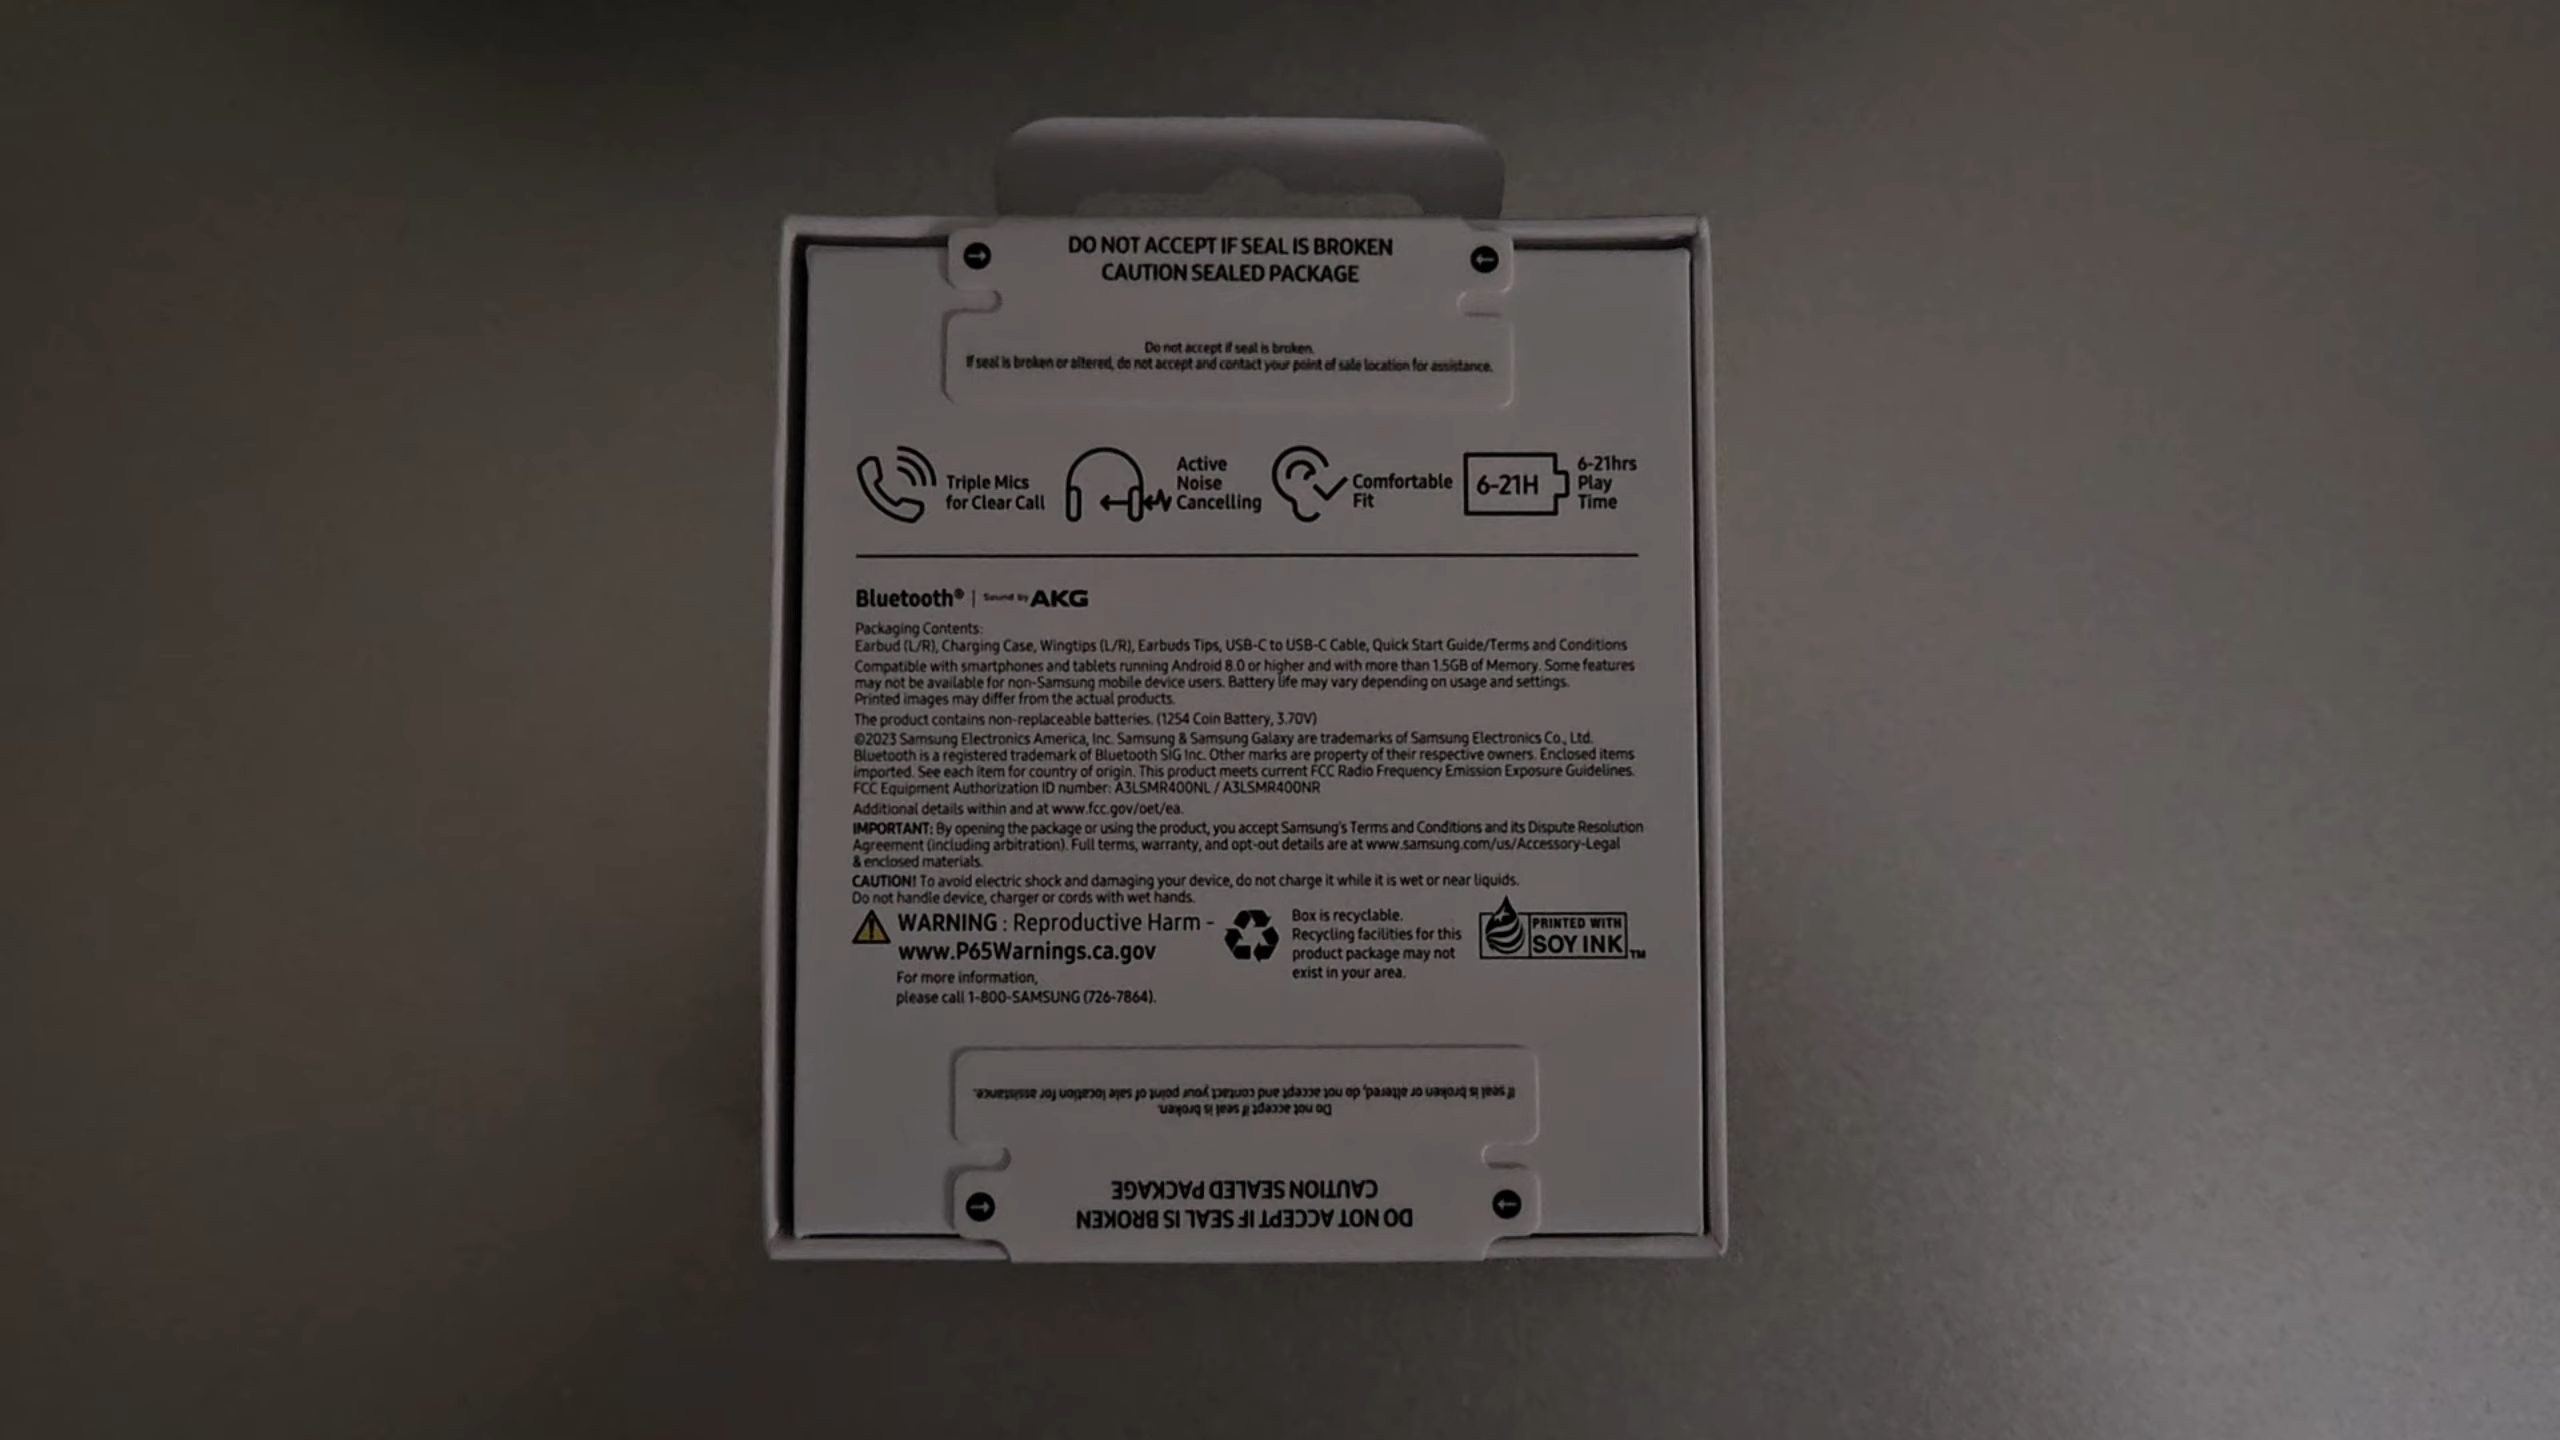 DO NOT ACCEPT IF SEAL IS BROKEN
CAUTION SEALED PACKAGE
Do not accept if seal is broken.
If seal is broken or altered, do not accept and contact your point of sale location for assistance.
Triple Mics
for Clear Call
Active
Noise
Cancelling
Comfortable
Fit
6-21H
6-21hrs
Play
Time
Bluetooth® | Sound by AKG
Packaging Contents:
Earbud (L/R), Charging Case, Wingtips (L/R), Earbuds Tips, USB-C to USB-C Cable, Quick Start Guide/Terms and Conditions
Compatible with smartphones and tablets running Android 8.0 or higher and with more than 1.5GB of Memory. Some features
may not be available for non-Samsung mobile device users. Battery life may vary depending on usage and settings.
Printed images may differ from the actual products.
The product contains non-replaceable batteries. (1254 Coin Battery, 3.70V)
©2023 Samsung Electronics America, Inc. Samsung & Samsung Galaxy are trademarks of Samsung Electronics Co., Ltd.
Bluetooth is a registered trademark of Bluetooth SIG Inc. Other marks are property of their respective owners. Enclosed items
imported. See each item for country of origin. This product meets current FCC Radio Frequency Emission Exposure Guidelines.
FCC Equipment Authorization ID number: A3LSMR400NL / A3LSMR400NR
Additional details within and at www.fcc.gov/oet/ea.
IMPORTANT: By opening the package or using the product, you accept Samsung's Terms and Conditions and its Dispute Resolution
Agreement (including arbitration). Full terms, warranty, and opt-out details are at www.samsung.com/us/Accessory-Legal
& enclosed materials.
CAUTION! To avoid electric shock and damaging your device, do not charge it while it is wet or near liquids.
Do not handle device, charger or cords with wet hands.
WARNING : Reproductive Harm -
www.P65Warnings.ca.gov
For more information,
please call 1-800-SAMSUNG (726-7864).
Box is recyclable.
Recycling facilities for this
product package may not
exist in your area.
PRINTED WITH
SOY INK TM
DO NOT ACCEPT IF SEAL IS BROKEN
CAUTION SEALED PACKAGE
Do not accept if seal is broken.
If seal is broken or altered, do not accept and contact your point of sale location for assistance.